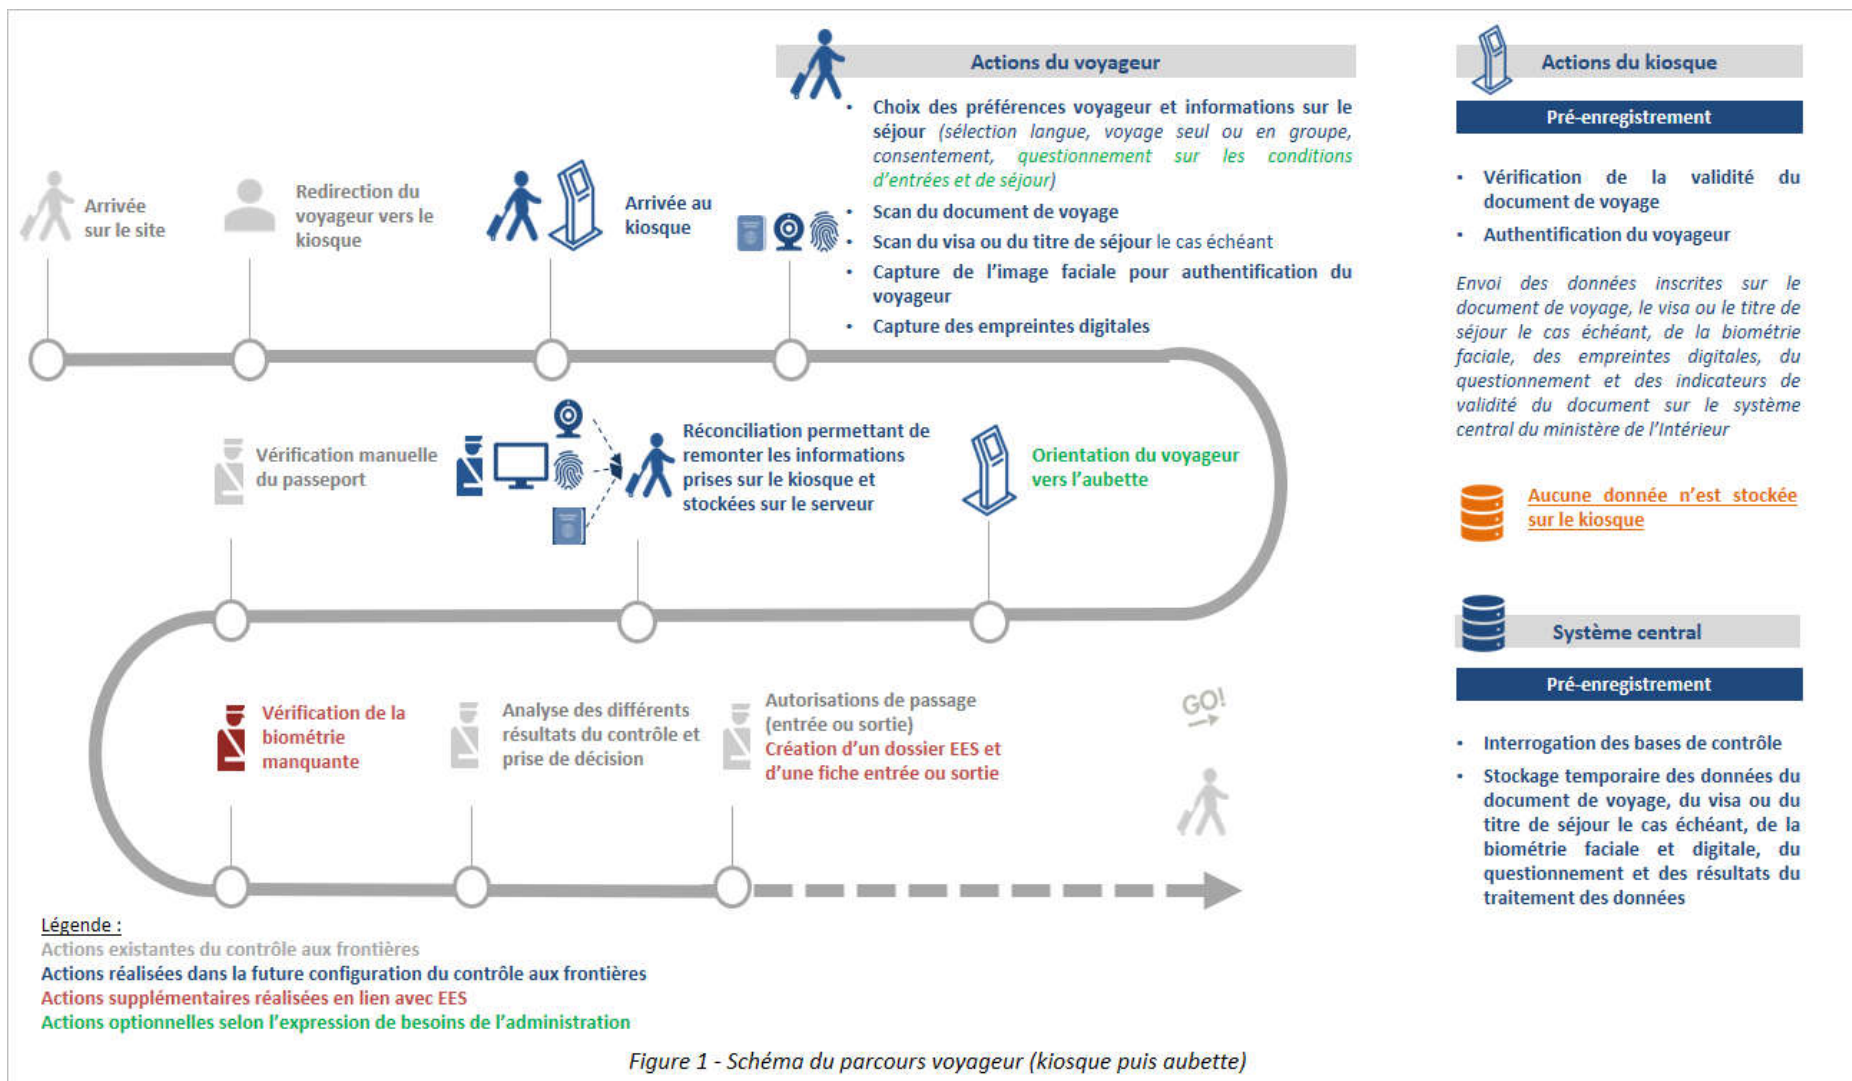 Actions du voyageur
• Choix des préférences voyageur et informations sur le
séjour (sélection langue, voyage seul ou en groupe,
consentement, questionnement sur les conditions
d'entrées et de séjour)
• Scan du document de voyage
• Scan du visa ou du titre de séjour le cas échéant
• Capture de l'image faciale pour authentification du
voyageur
• Capture des empreintes digitales
Arrivée
sur le site
Redirection du
voyageur vers le
kiosque
Arrivée au
kiosque
Vérification manuelle
du passeport
Réconciliation permettant de
remonter les informations
prises sur le kiosque et
stockées sur le serveur
Orientation du voyageur
vers l'aubette
Vérification de la
biométrie
manquante
Analyse des différents
résultats du contrôle et
prise de décision
Autorisations de passage
(entrée ou sortie)
Création d'un dossier EES et
d'une fiche entrée ou sortie
GO!
Actions du kiosque
Pré-enregistrement
• Vérification de la validité du
document de voyage
• Authentification du voyageur
Envoi des données inscrites sur le
document de voyage, le visa ou le titre de
séjour le cas échéant, de la biométrie
faciale, des empreintes digitales, du
questionnement et des indicateurs de
validité du document sur le système
central du ministère de l'Intérieur
Aucune donnée n'est stockée
sur le kiosque
Système central
Pré-enregistrement
• Interrogation des bases de contrôle
• Stockage temporaire des données du
document de voyage, du visa ou du
titre de séjour le cas échéant, de la
biométrie faciale et digitale, du
questionnement et des résultats du
traitement des données
Légende :
Actions existantes du contrôle aux frontières
Actions réalisées dans la future configuration du contrôle aux frontières
Actions supplémentaires réalisées en lien avec EES
Actions optionnelles selon l'expression de besoins de l'administration
Figure 1 - Schéma du parcours voyageur (kiosque puis aubette)